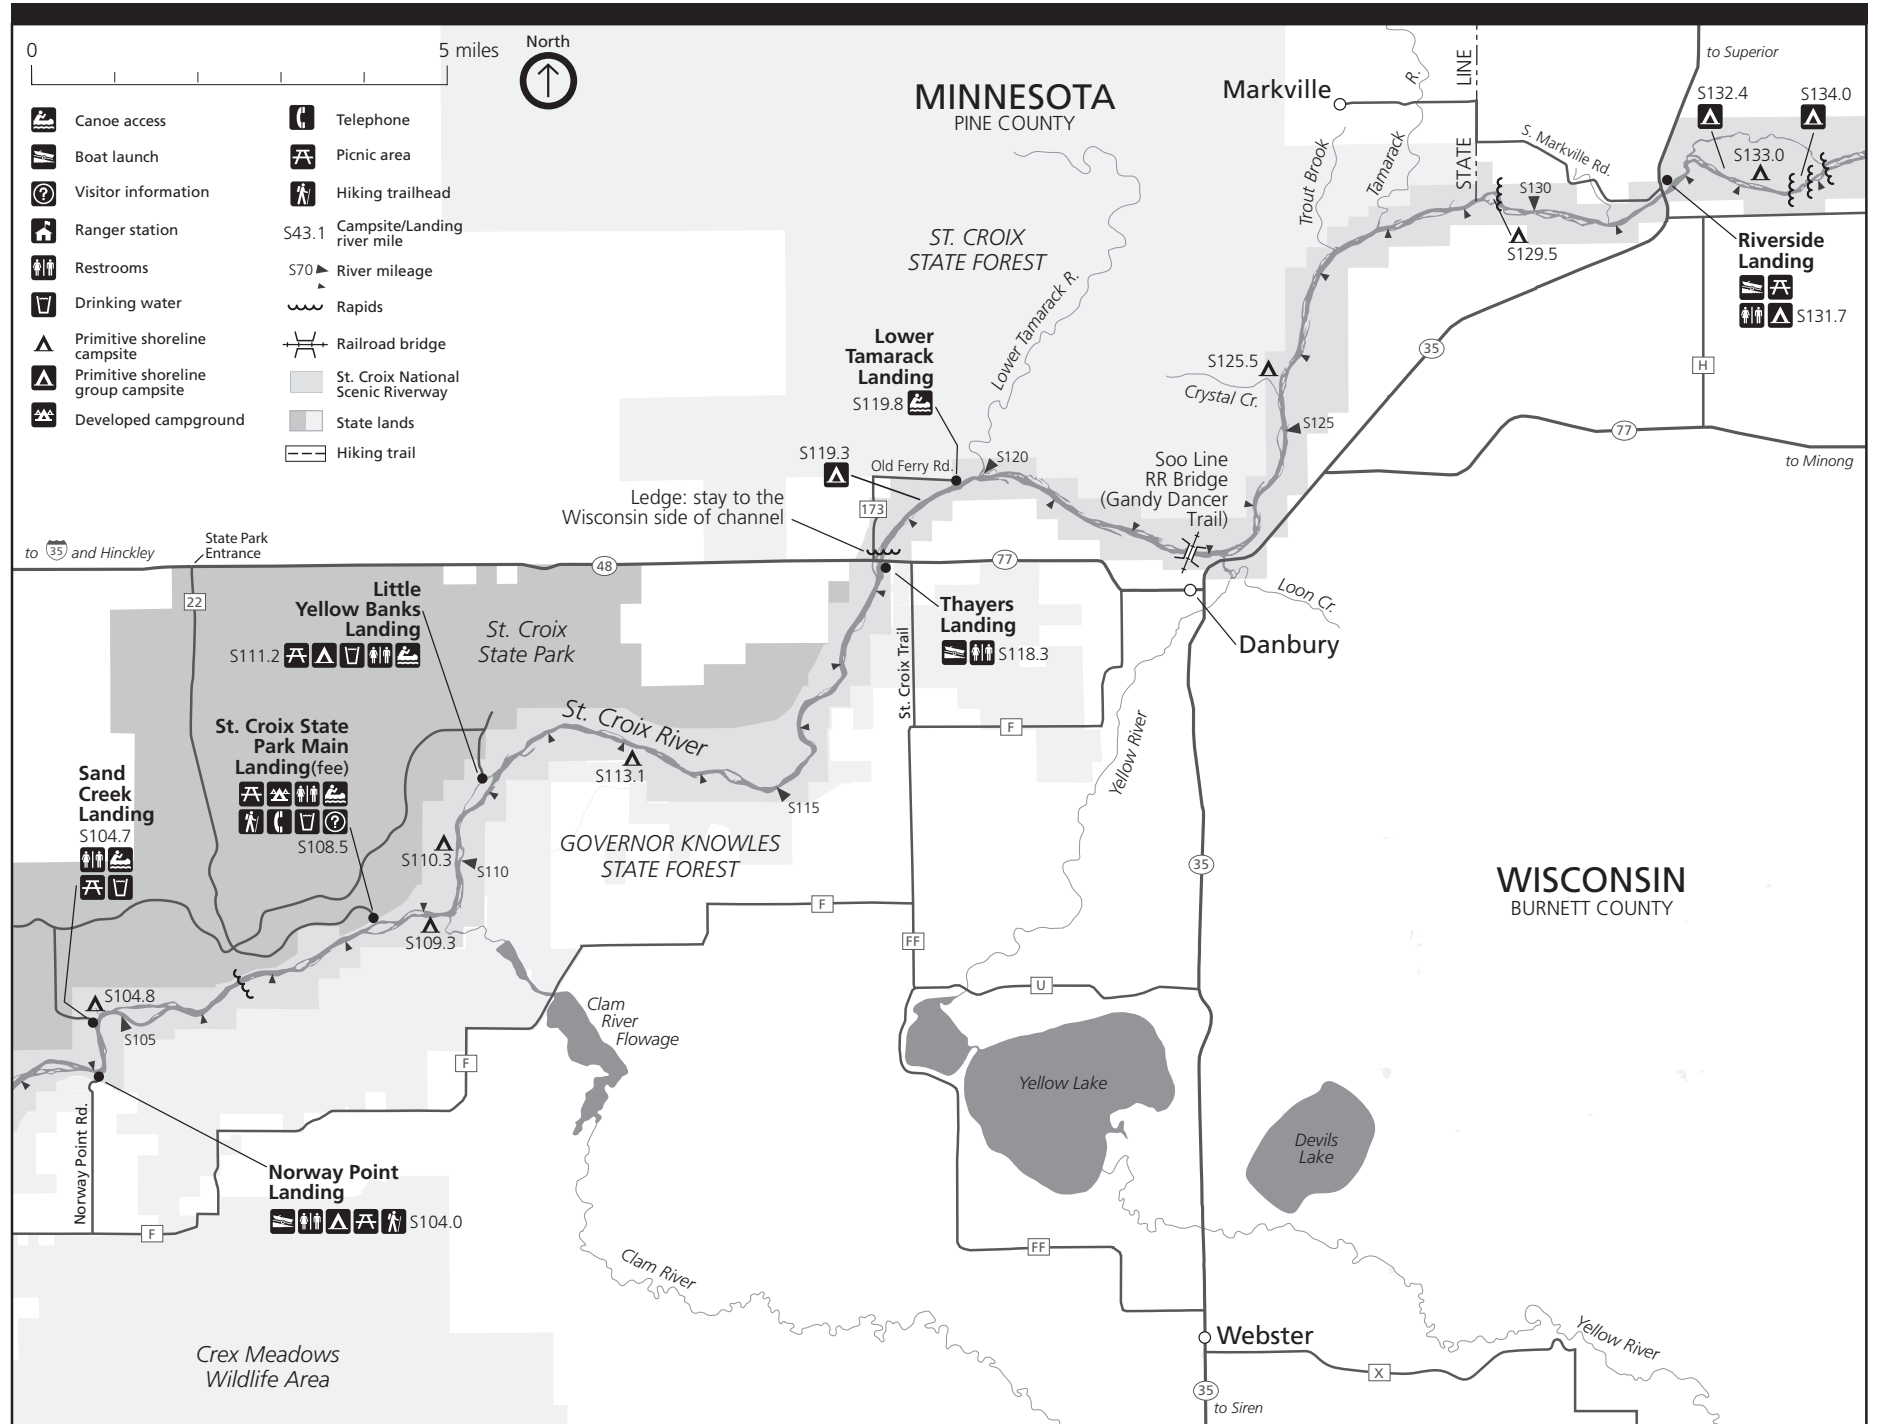 0
5 miles
North
Canoe access
Boat launch
Visitor information
Ranger station
Restrooms
Drinking water
Primitive shoreline
campsite
Primitive shoreline
group campsite
Developed campground
Telephone
Picnic area
Hiking trailhead
S43.1
Campsite/Landing
river mile
S70
River mileage
Rapids
Railroad bridge
St. Croix National
Scenic Riverway
State lands
Hiking trail
MINNESOTA
PINE COUNTY
Markville
Trout Brook
Tamarack R.
STATE LINE
S. Markville Rd.
to Superior
S132.4
S134.0
S133.0
S130
S129.5
Riverside
Landing
S131.7
ST. CROIX
STATE FOREST
Lower Tamarack R.
Lower
Tamarack
Landing
S119.8
S125.5
Crystal Cr.
35
H
77
to Minong
S125
S119.3
Old Ferry Rd.
S120
Soo Line
RR Bridge
(Gandy Dancer
Trail)
Ledge: stay to the
Wisconsin side of channel
173
to 35 and Hinckley
State Park
Entrance
48
77
22
Little
Yellow Banks
Landing
S111.2
St. Croix
State Park
Thayers
Landing
S118.3
St. Croix Trail
Loon Cr.
Danbury
St. Croix State
Park Main
Landing(fee)
S108.5
St. Croix River
S113.1
S115
F
Yellow River
Sand
Creek
Landing
S104.7
S110.3
S110
GOVERNOR KNOWLES
STATE FOREST
35
WISCONSIN
BURNETT COUNTY
F
S109.3
FF
U
S104.8
S105
Clam
River
Flowage
F
Yellow Lake
Devils
Lake
Norway Point Rd.
Norway Point
Landing
S104.0
F
FF
Clam River
Webster
Yellow River
X
Crex Meadows
Wildlife Area
35
to Siren